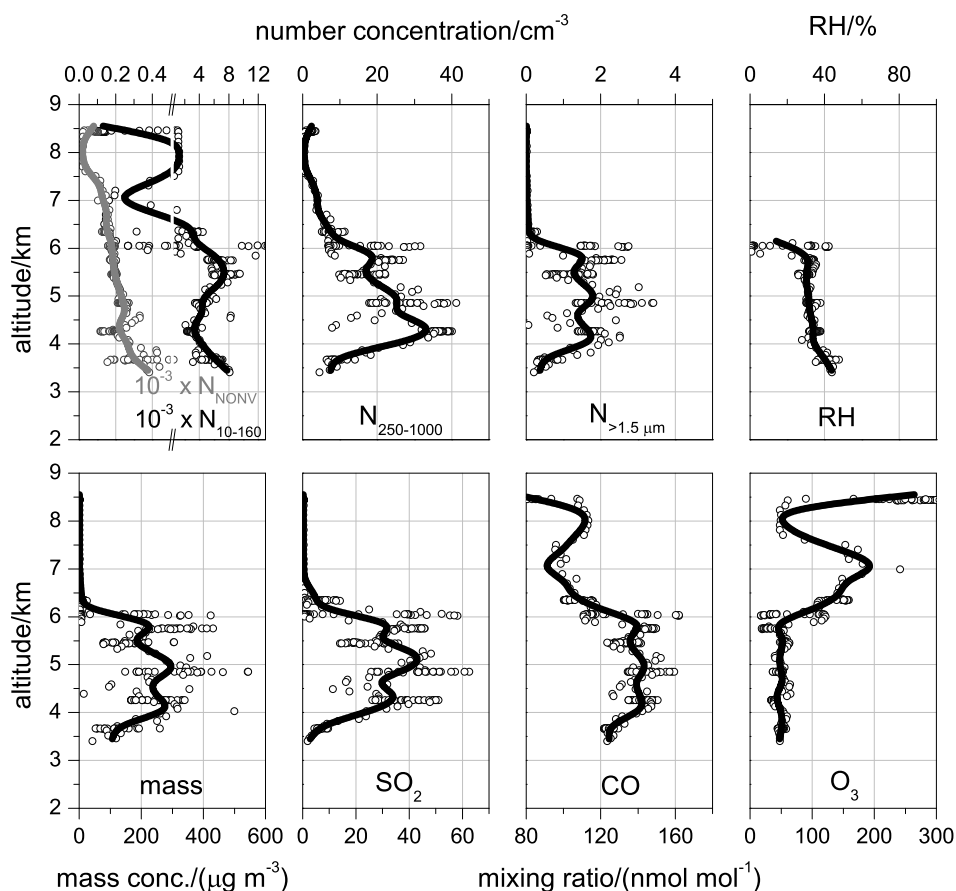 number concentration/cm⁻³ RH/%
0.0 0.2 0.4 4 8 12 0 20 40 0 2 4 0 40 80
9
8
7
6
5
4
3
2
altitude/km
10⁻³ x N_NONV
10⁻³ x N_10-160 N_250-1000 N_>1.5 μm RH
9
8
7
6
5
4
3
2
altitude/km
mass SO₂ CO O₃
0 200 400 600 0 20 40 60 80 120 160 0 100 200 300
mass conc./(μg m⁻³) mixing ratio/(nmol mol⁻¹)